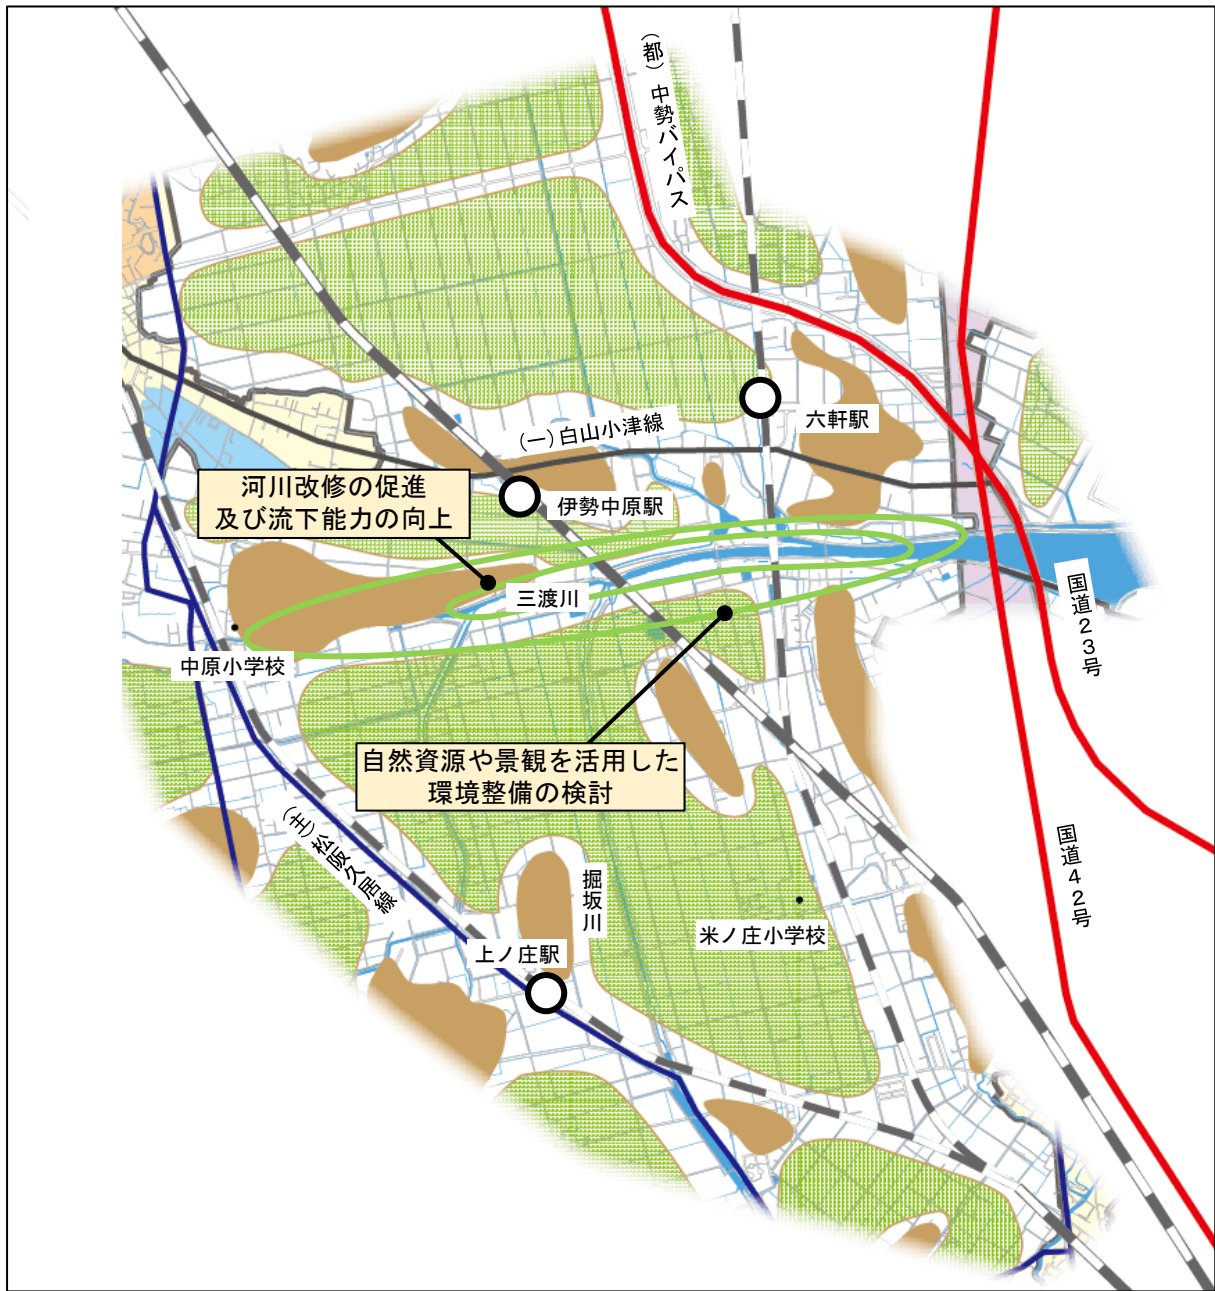 (都)中勢バイパス
六軒駅
(一)白山小津線
河川改修の促進
及び流下能力の向上
伊勢中原駅
三渡川
国道23号
中原小学校
自然資源や景観を活用した
環境整備の検討
(主)松阪久居線
国道42号
掘坂川
米ノ庄小学校
上ノ庄駅